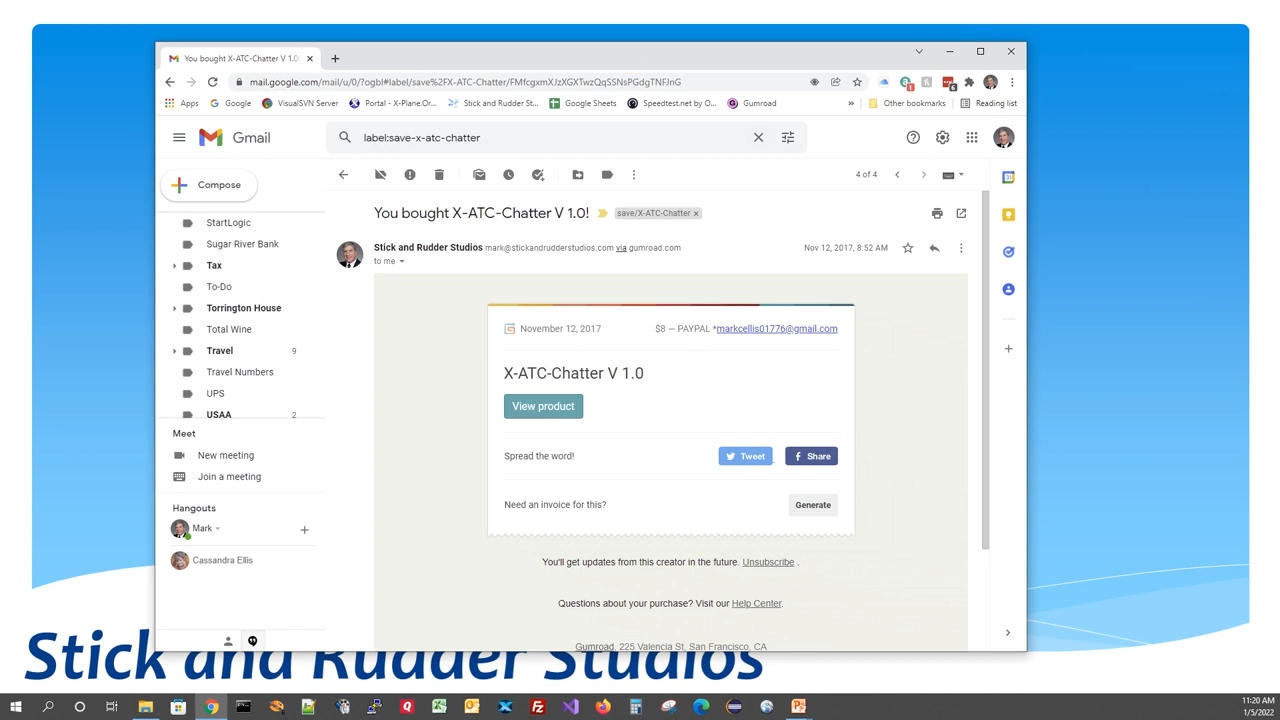 You bought X-ATC-Chatter V 1.0!
mail.google.com/mail/u/0/?ogbl#label/save%2FX-ATC-Chatter/FMfcgxmXJzXGXTwzQqSSNsPGdgTNFJnG
Apps
Google
VisualSVN Server
Portal - X-Plane.Or...
Stick and Rudder St...
Google Sheets
Speedtest.net by O...
Gumroad
»
Other bookmarks
Reading list
Gmail
label:save-x-atc-chatter
Compose
4 of 4
StartLogic
Sugar River Bank
Tax
To-Do
Torrington House
Total Wine
Travel 9
Travel Numbers
UPS
USAA 2
Meet
New meeting
Join a meeting
Hangouts
Mark
Cassandra Ellis
You bought X-ATC-Chatter V 1.0!
save/X-ATC-Chatter ×
Stick and Rudder Studios mark@stickandrudderstudios.com via gumroad.com
Nov 12, 2017, 8:52 AM
to me
November 12, 2017
$8 — PAYPAL *markcellis01776@gmail.com
X-ATC-Chatter V 1.0
View product
Spread the word!
Tweet
Share
Need an invoice for this?
Generate
You'll get updates from this creator in the future. Unsubscribe .
Questions about your purchase? Visit our Help Center.
Gumroad, 225 Valencia St, San Francisco, CA
Stick and Rudder Studios
11:20 AM
1/5/2022